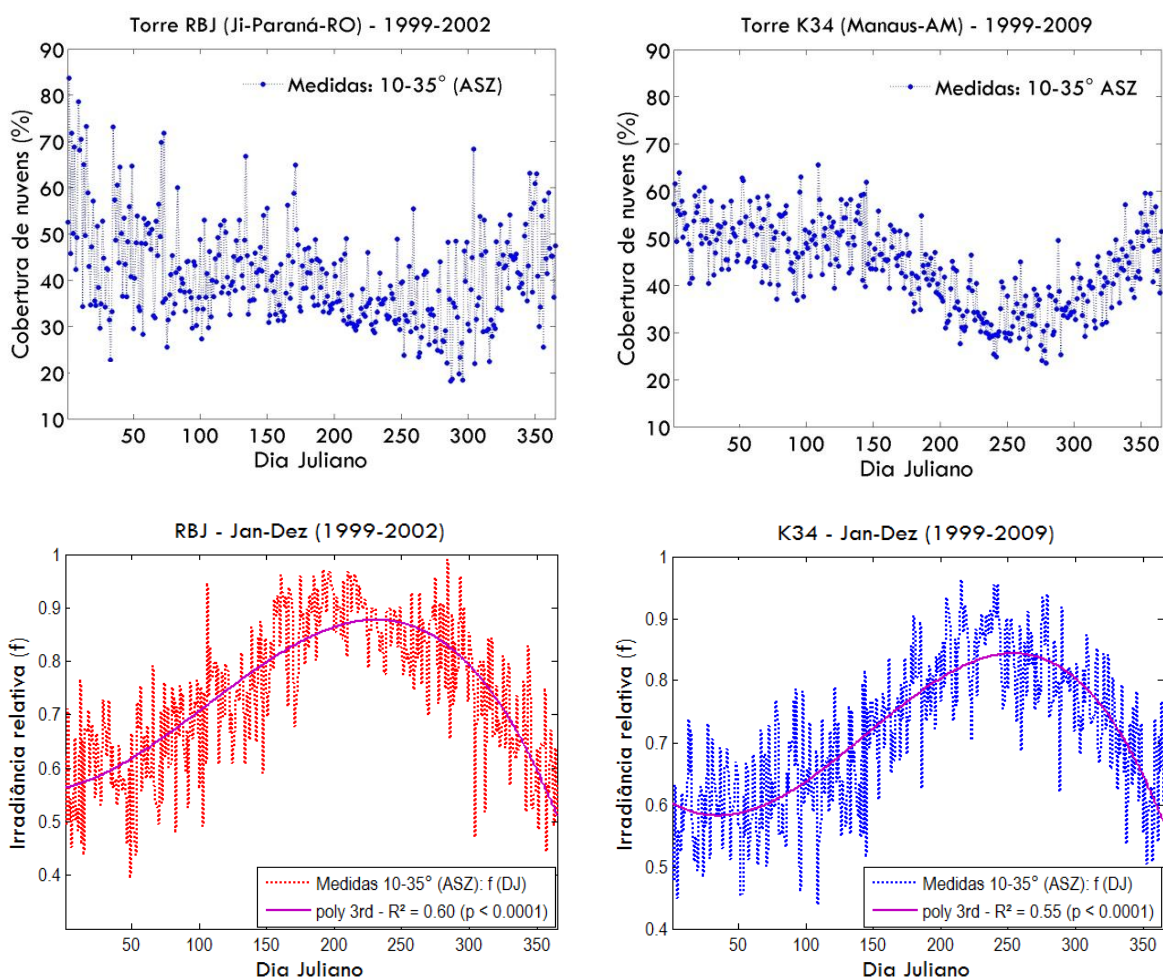 Torre RBJ (Ji-Paraná-RO) - 1999-2002
Cobertura de nuvens (%)
90
80
70
60
50
40
30
20
10
Medidas: 10-35° (ASZ)
50 100 150 200 250 300 350
Dia Juliano
Torre K34 (Manaus-AM) - 1999-2009
Cobertura de nuvens (%)
90
80
70
60
50
40
30
20
10
Medidas: 10-35° ASZ
50 100 150 200 250 300 350
Dia Juliano
RBJ - Jan-Dez (1999-2002)
Irradiância relativa (f)
1
0.9
0.8
0.7
0.6
0.5
0.4
Medidas 10-35° (ASZ): f (DJ)
poly 3rd - R² = 0.60 (p < 0.0001)
50 100 150 200 250 300 350
Dia Juliano
K34 - Jan-Dez (1999-2009)
Irradiância relativa (f)
1
0.9
0.8
0.7
0.6
0.5
0.4
Medidas 10-35° (ASZ): f (DJ)
poly 3rd - R² = 0.55 (p < 0.0001)
50 100 150 200 250 300 350
Dia Juliano